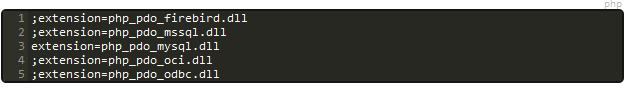 php
1 ;extension=php_pdo_firebird.dll
2 ;extension=php_pdo_mssql.dll
3 extension=php_pdo_mysql.dll
4 ;extension=php_pdo_oci.dll
5 ;extension=php_pdo_odbc.dll